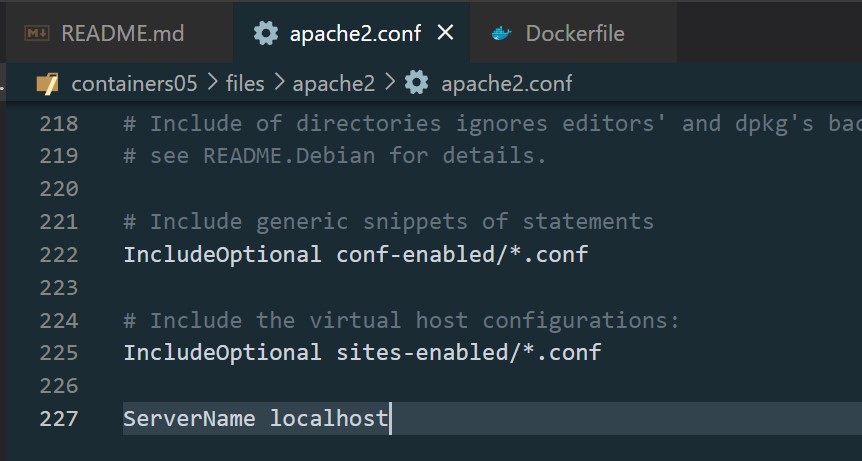 README.md apache2.conf Dockerfile
containers05 > files > apache2 > apache2.conf
218 # Include of directories ignores editors' and dpkg's bac
219 # see README.Debian for details.
220
221 # Include generic snippets of statements
222 IncludeOptional conf-enabled/*.conf
223
224 # Include the virtual host configurations:
225 IncludeOptional sites-enabled/*.conf
226
227 ServerName localhost